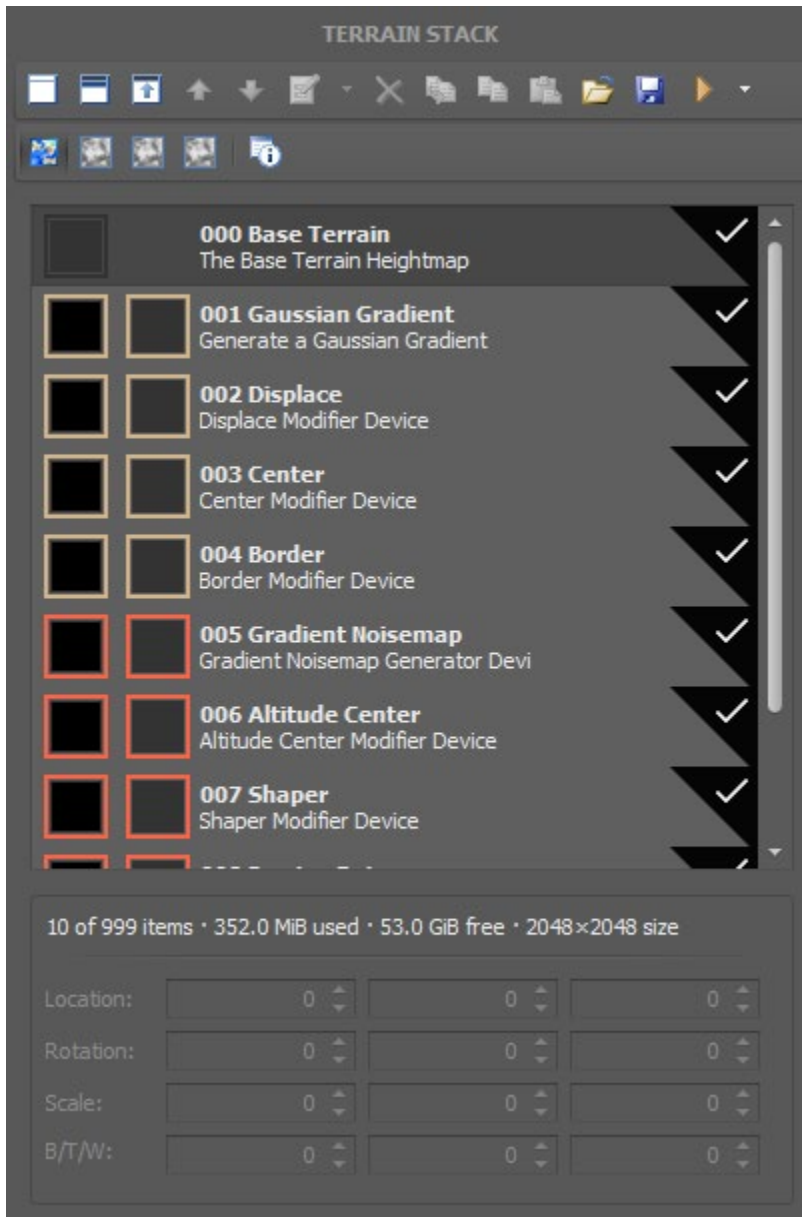 TERRAIN STACK
000 Base Terrain
The Base Terrain Heightmap
001 Gaussian Gradient
Generate a Gaussian Gradient
002 Displace
Displace Modifier Device
003 Center
Center Modifier Device
004 Border
Border Modifier Device
005 Gradient Noisemap
Gradient Noisemap Generator Devi
006 Altitude Center
Altitude Center Modifier Device
007 Shaper
Shaper Modifier Device
10 of 999 items · 352.0 MiB used · 53.0 GiB free · 2048×2048 size
Location: 0 0 0
Rotation: 0 0 0
Scale: 0 0 0
B/T/W: 0 0 0